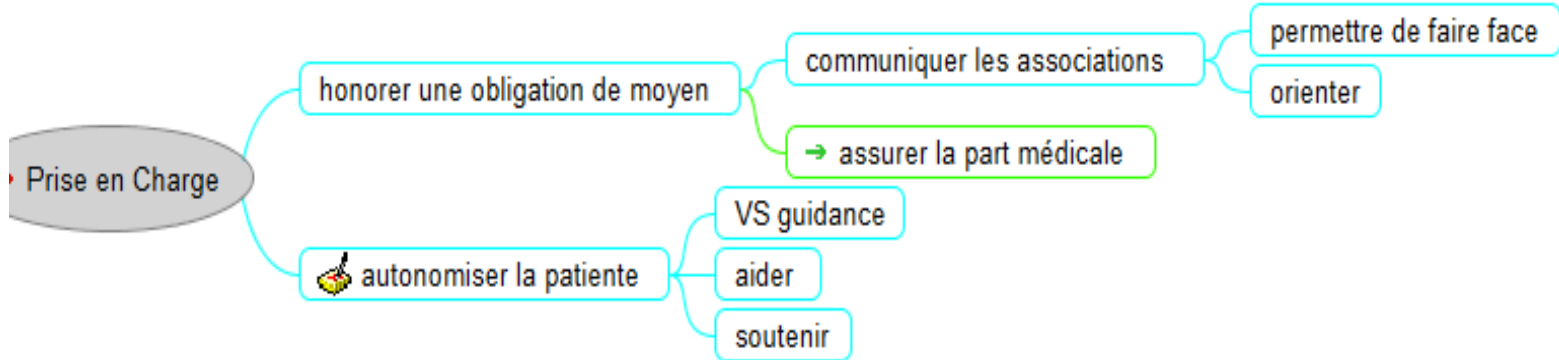 Prise en Charge
honorer une obligation de moyen
communiquer les associations
permettre de faire face
orienter
assurer la part médicale
autonomiser la patiente
VS guidance
aider
soutenir